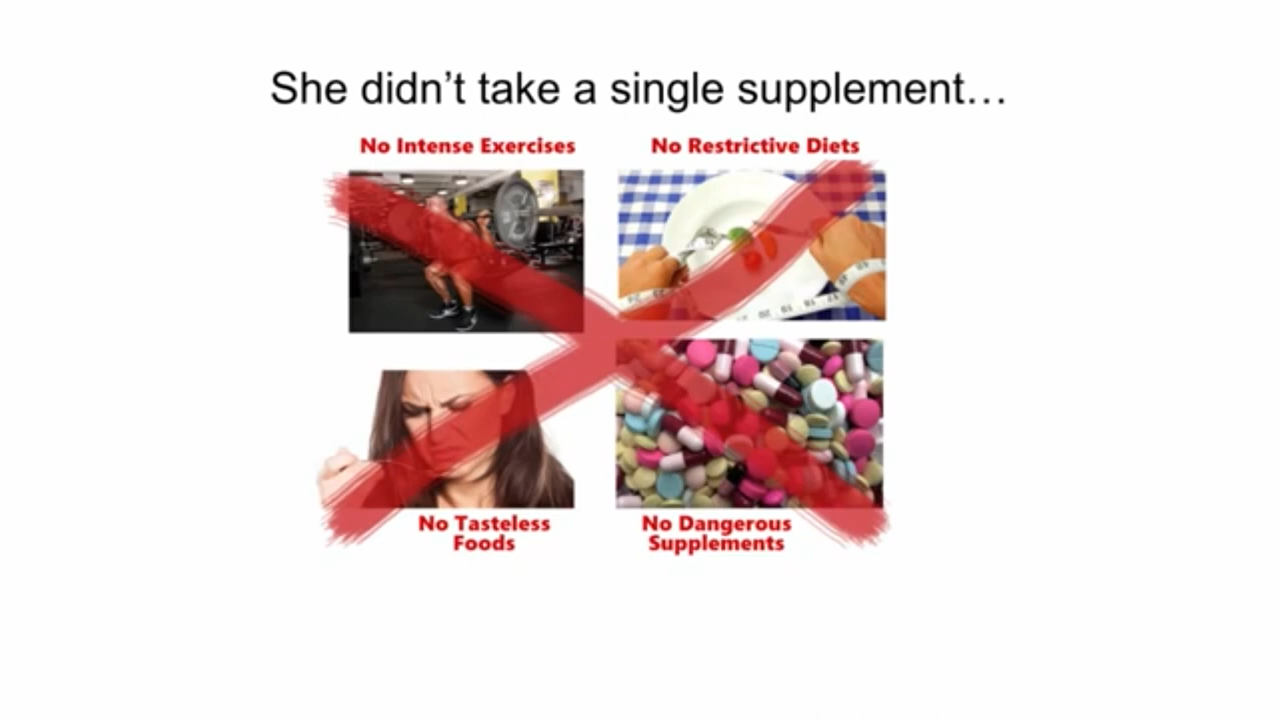 She didn’t take a single supplement…
No Intense Exercises
No Restrictive Diets
No Tasteless
Foods
No Dangerous
Supplements